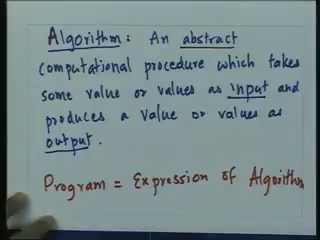 Algorithm: An abstract
computational procedure which takes
some value or values as input and
produces a value or values as
output.
Program = Expression of Algorithm